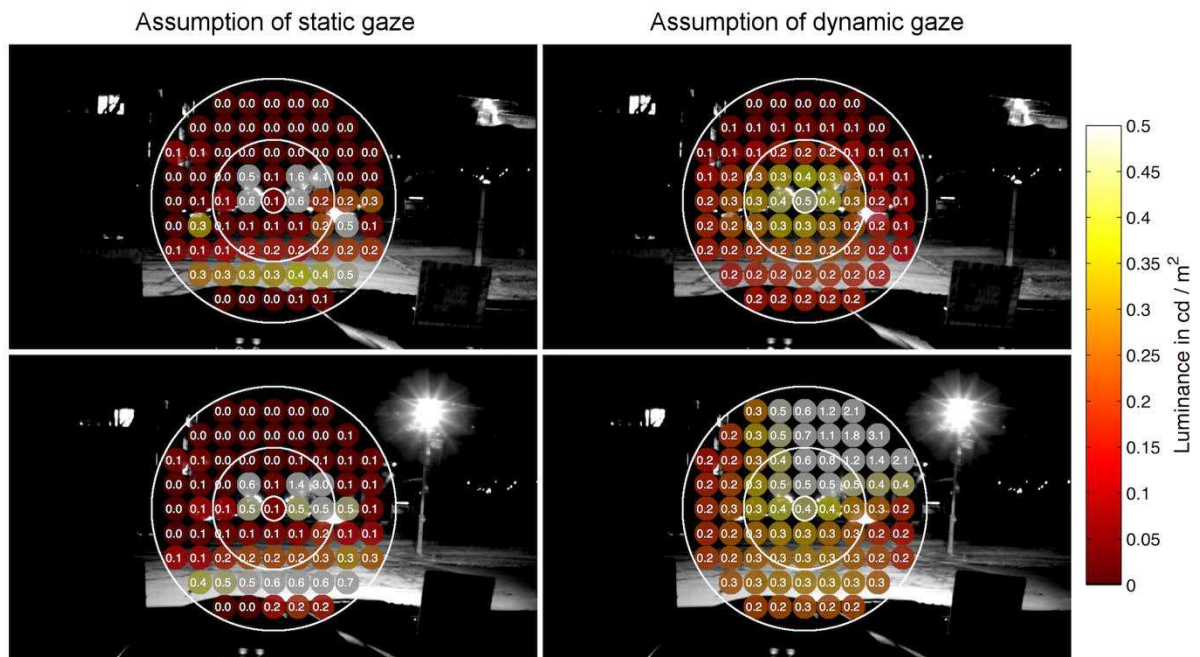 Assumption of static gaze
Assumption of dynamic gaze
0.0 0.0 0.0 0.0 0.0
0.0 0.0 0.0 0.0 0.0 0.0 0.0
0.1 0.1 0.0 0.0 0.0 0.0 0.0 0.0 0.0
0.0 0.0 0.0 0.5 0.1 1.6 4.1 0.0 0.0
0.0 0.1 0.1 0.6 0.1 0.6 0.2 0.2 0.3
0.0 0.3 0.1 0.1 0.1 0.1 0.2 0.5 0.1
0.1 0.1 0.1 0.2 0.2 0.2 0.2 0.2 0.2
0.3 0.3 0.3 0.3 0.4 0.4 0.5
0.0 0.0 0.0 0.1 0.1
0.0 0.0 0.0 0.0 0.0
0.1 0.1 0.1 0.1 0.1 0.1 0.0
0.1 0.1 0.1 0.2 0.2 0.2 0.1 0.1 0.1
0.1 0.2 0.3 0.3 0.4 0.3 0.3 0.1 0.1
0.2 0.2 0.3 0.4 0.5 0.4 0.3 0.2 0.1
0.2 0.2 0.3 0.3 0.3 0.3 0.2 0.2 0.1
0.2 0.2 0.2 0.2 0.2 0.2 0.2 0.2 0.1
0.2 0.2 0.2 0.2 0.2 0.2 0.2
0.2 0.2 0.2 0.2 0.2
0.0 0.0 0.0 0.0 0.0
0.0 0.0 0.0 0.0 0.0 0.0 0.1
0.1 0.1 0.0 0.0 0.0 0.0 0.0 0.1 0.1
0.0 0.1 0.0 0.6 0.1 1.4 3.0 0.1 0.1
0.0 0.1 0.1 0.5 0.1 0.5 0.5 0.5 0.1
0.0 0.1 0.1 0.1 0.1 0.1 0.2 0.1 0.1
0.1 0.1 0.2 0.2 0.2 0.2 0.3 0.3 0.3
0.4 0.5 0.5 0.6 0.6 0.6 0.7
0.0 0.0 0.2 0.2 0.2
0.3 0.5 0.6 1.2 2.1
0.2 0.3 0.5 0.7 1.1 1.8 3.1
0.2 0.2 0.3 0.4 0.6 0.8 1.2 1.4 2.1
0.2 0.2 0.3 0.5 0.5 0.5 0.5 0.4 0.4
0.2 0.2 0.3 0.4 0.4 0.4 0.3 0.3 0.2
0.2 0.2 0.3 0.3 0.3 0.3 0.3 0.2 0.2
0.2 0.2 0.3 0.3 0.3 0.3 0.3 0.2 0.2
0.3 0.3 0.3 0.3 0.3 0.3 0.3
0.2 0.2 0.3 0.2 0.2
0.5
0.45
0.4
0.35
0.3
0.25
0.2
0.15
0.1
0.05
0
Luminance in cd / m²